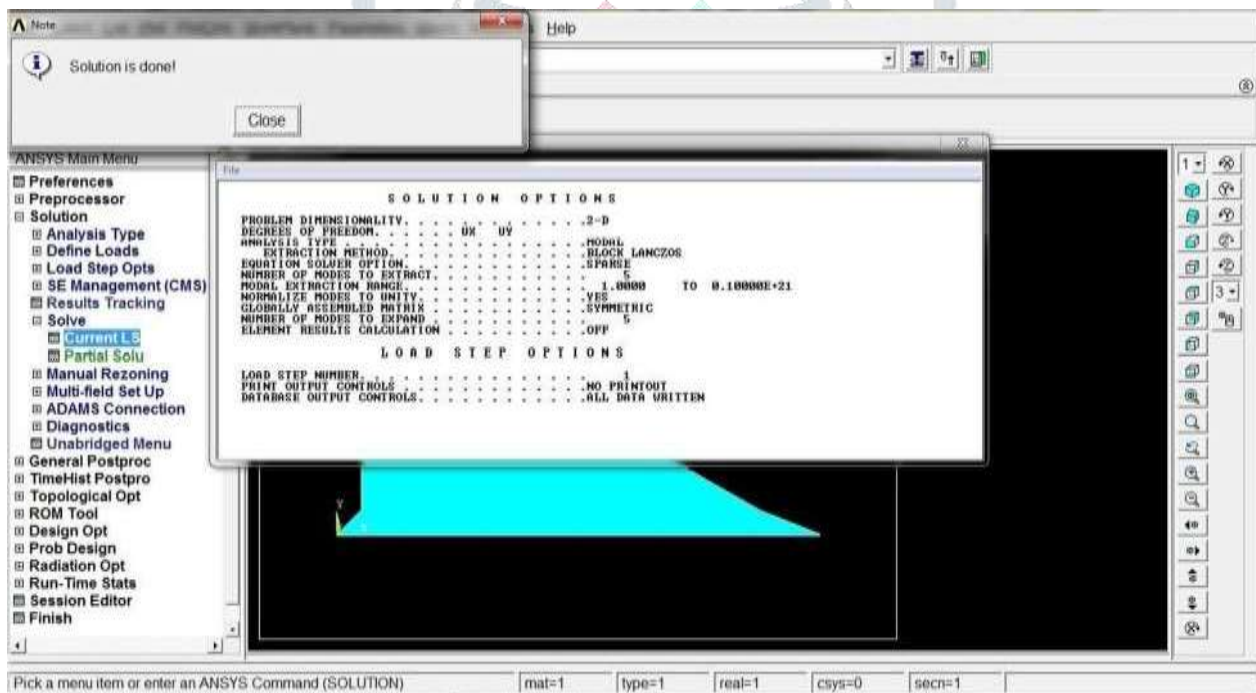 Note
Help
Solution is done!
Close
ANSYS Main Menu
Preferences
Preprocessor
Solution
Analysis Type
Define Loads
Load Step Opts
SE Management (CMS)
Results Tracking
Solve
Current LS
Partial Solu
Manual Rezoning
Multi-field Set Up
ADAMS Connection
Diagnostics
Unabridged Menu
General Postproc
TimeHist Postpro
Topological Opt
ROM Tool
Design Opt
Prob Design
Radiation Opt
Run-Time Stats
Session Editor
Finish
File
S O L U T I O N   O P T I O N S
PROBLEM DIMENSIONALITY. . . . . . . . . . . . .2-D
DEGREES OF FREEDOM. . . . . . UX   UY
ANALYSIS TYPE . . . . . . . . . . . . . . . . .MODAL
EXTRACTION METHOD. . . . . . . . . . . . . .BLOCK LANCZOS
EQUATION SOLVER OPTION. . . . . . . . . . . . .SPARSE
NUMBER OF MODES TO EXTRACT. . . . . . . . . . .    5
MODAL EXTRACTION RANGE. . . . . . . . . . . . .  1.0000      TO  0.10000E+21
NORMALIZE MODES TO UNITY. . . . . . . . . . . .YES
GLOBALLY ASSEMBLED MATRIX . . . . . . . . . . .SYMMETRIC
NUMBER OF MODES TO EXPAND . . . . . . . . . . .    5
ELEMENT RESULTS CALCULATION . . . . . . . . . .OFF
L O A D   S T E P   O P T I O N S
LOAD STEP NUMBER. . . . . . . . . . . . . . . .    1
PRINT OUTPUT CONTROLS . . . . . . . . . . . . .NO PRINTOUT
DATABASE OUTPUT CONTROLS. . . . . . . . . . . .ALL DATA WRITTEN
Y
1
3
Pick a menu item or enter an ANSYS Command (SOLUTION)
mat=1
type=1
real=1
csys=0
secn=1